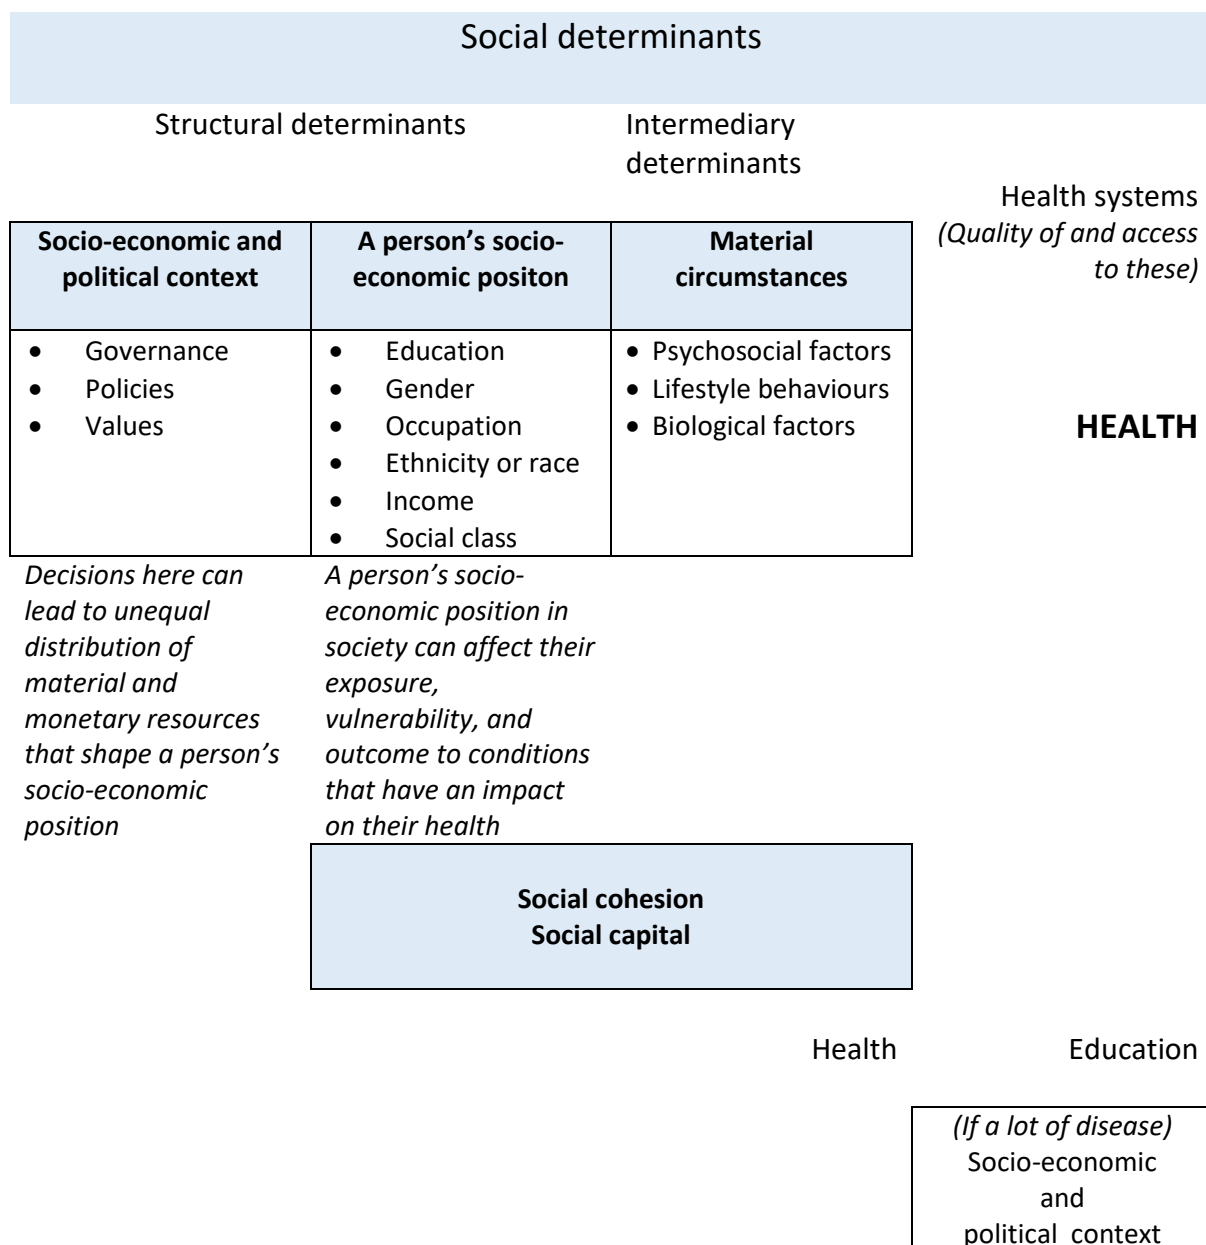 Social determinants
Structural determinants
Intermediary
determinants
Health systems
(Quality of and access
to these)
Socio-economic and
political context
A person’s socio-
economic positon
Material
circumstances
• Governance
• Policies
• Values
• Education
• Gender
• Occupation
• Ethnicity or race
• Income
• Social class
• Psychosocial factors
• Lifestyle behaviours
• Biological factors
HEALTH
Decisions here can
lead to unequal
distribution of
material and
monetary resources
that shape a person’s
socio-economic
position
A person’s socio-
economic position in
society can affect their
exposure,
vulnerability, and
outcome to conditions
that have an impact
on their health
Social cohesion
Social capital
Health
Education
(If a lot of disease)
Socio-economic
and
political context